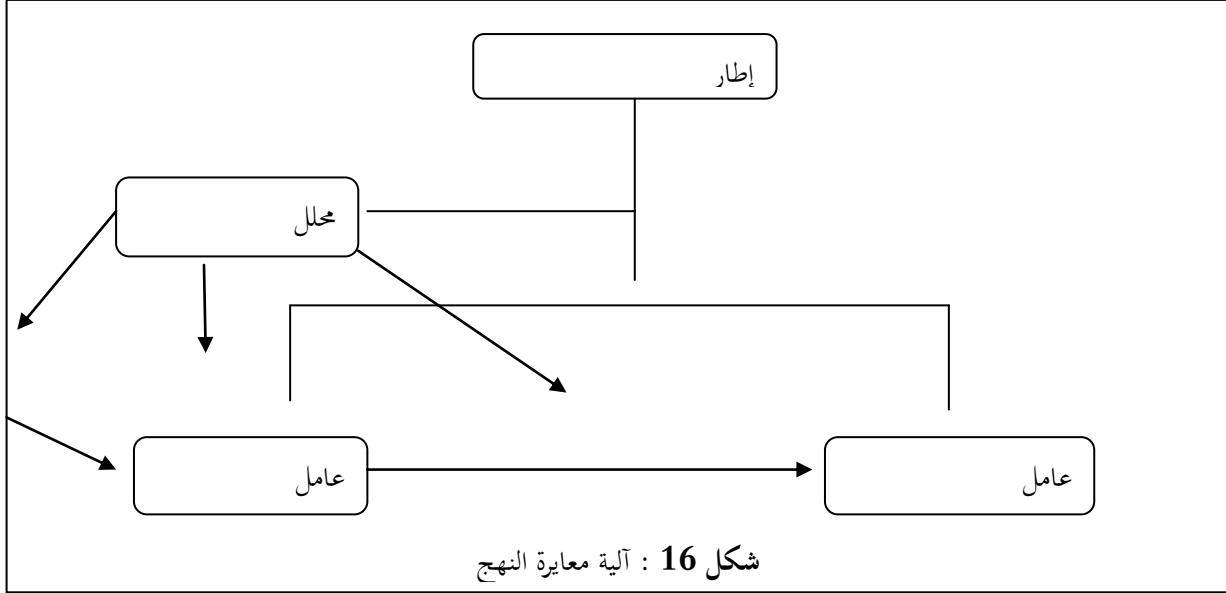 إطار
محلل
عامل
عامل
شكل 16 : آلية معايرة النهج